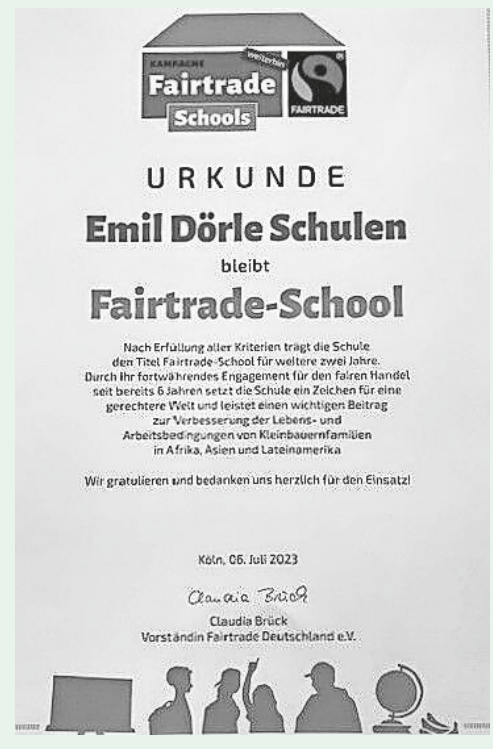 KAMPAGNE
weiterhin
Fairtrade
Schools
FAIRTRADE
®
URKUNDE
Emil Dörle Schulen
bleibt
Fairtrade-School
Nach Erfüllung aller Kriterien trägt die Schule
den Titel Fairtrade-School für weitere zwei Jahre.
Durch ihr fortwährendes Engagement für den fairen Handel
seit bereits 6 Jahren setzt die Schule ein Zeichen für eine
gerechtere Welt und leistet einen wichtigen Beitrag
zur Verbesserung der Lebens- und
Arbeitsbedingungen von Kleinbauernfamilien
in Afrika, Asien und Lateinamerika
Wir gratulieren und bedanken uns herzlich für den Einsatz!
Köln, 06. Juli 2023
Claudia Brück
Claudia Brück
Vorständin Fairtrade Deutschland e.V.